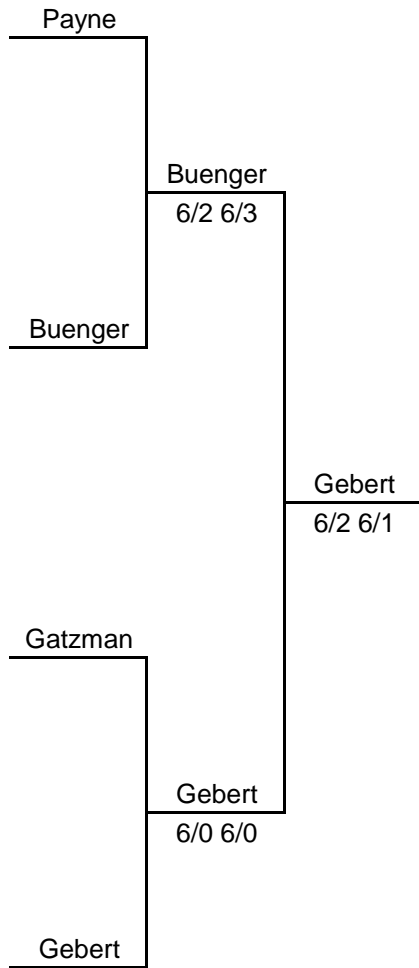 Payne
Buenger
6/2 6/3
Buenger
Gebert
6/2 6/1
Gatzman
Gebert
6/0 6/0
Gebert